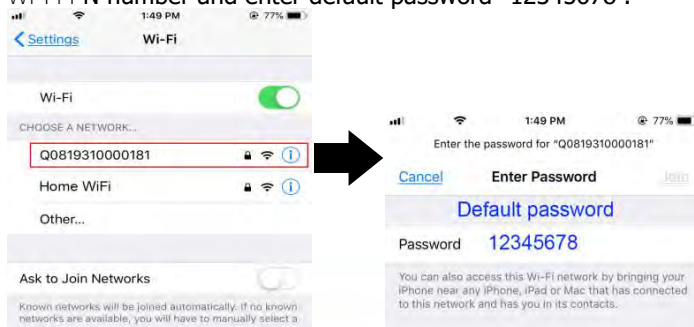 N number and enter default password "12345678".
1:49 PM
77%
Settings
Wi-Fi
Wi-Fi
CHOOSE A NETWORK...
Q0819310000181
Home WiFi
Other...
Ask to Join Networks
Known networks will be joined automatically. If no known
networks are available, you will have to manually select a
1:49 PM
77%
Enter the password for "Q0819310000181"
Cancel
Enter Password
Join
Default password
Password
12345678
You can also access this Wi-Fi network by bringing your
iPhone near any iPhone, iPad or Mac that has connected
to this network and has you in its contacts.